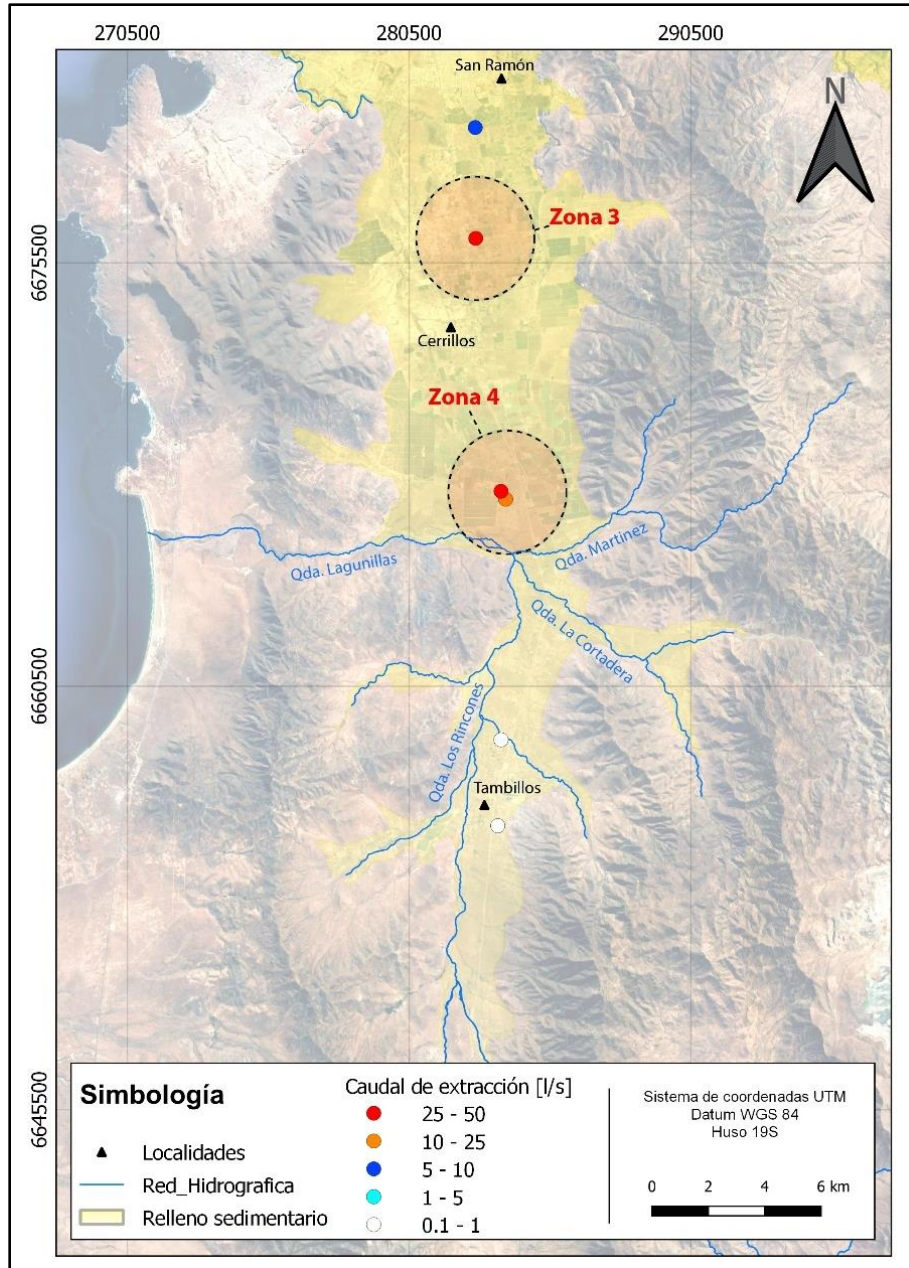 270500
280500
290500
San Ramón
N
Zona 3
6675500
Cerrillos
Zona 4
Qda. Martinez
Qda. Lagunillas
Qda. La Cortadera
6660500
Qda. Los Rincones
Tambillos
6645500
Simbología
Localidades
Red_Hidrografica
Relleno sedimentario
Caudal de extracción [l/s]
25 - 50
10 - 25
5 - 10
1 - 5
0.1 - 1
Sistema de coordenadas UTM
Datum WGS 84
Huso 19S
0 2 4 6 km